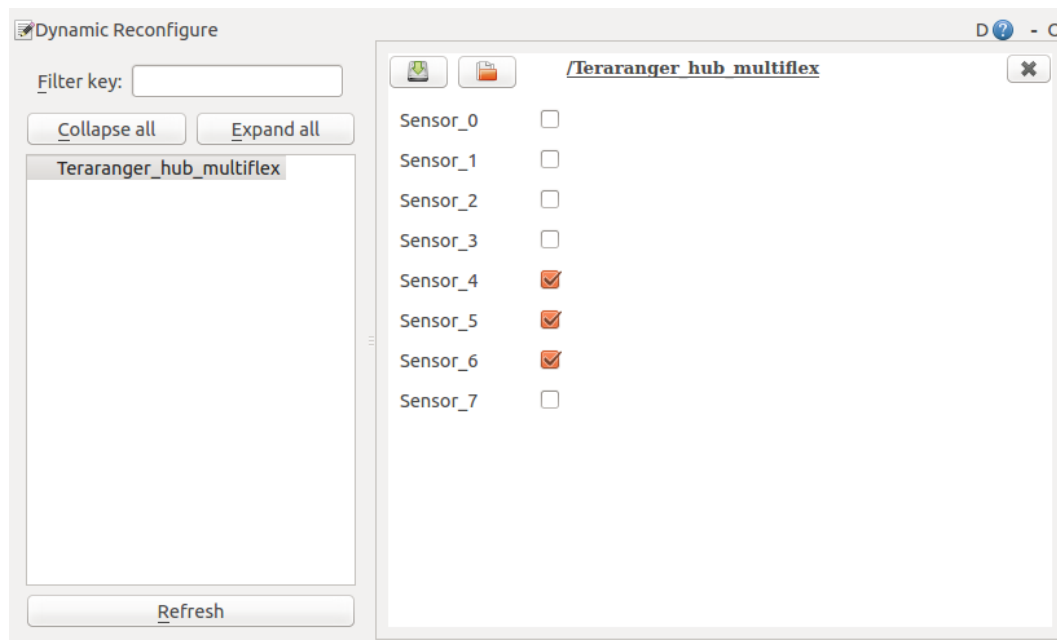 Dynamic Reconfigure
D - C
Filter key:
Collapse all Expand all
Teraranger_hub_multiflex
Refresh
/Teraranger_hub_multiflex
Sensor_0
Sensor_1
Sensor_2
Sensor_3
Sensor_4
Sensor_5
Sensor_6
Sensor_7